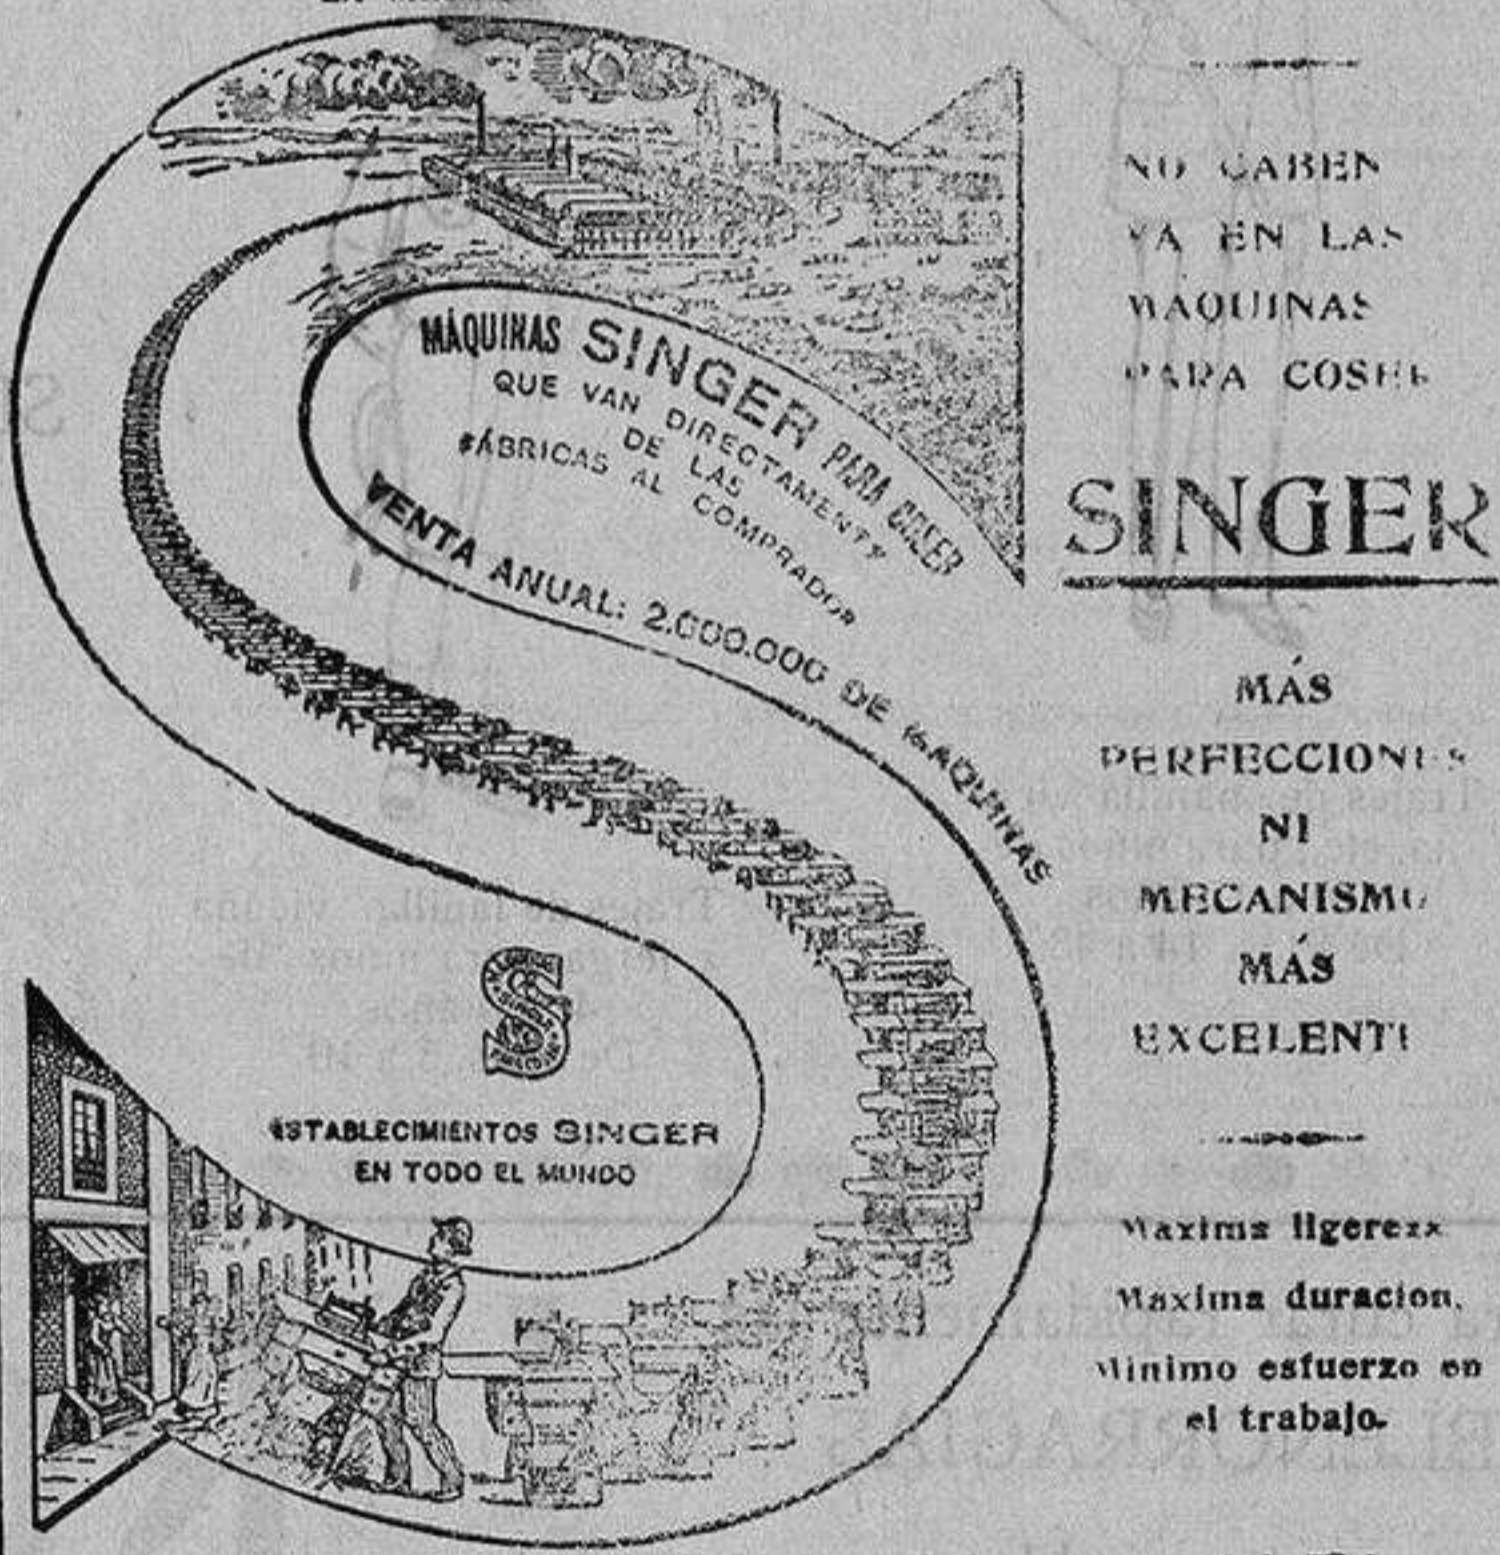 MÁQUINAS SINGER PARA COSER
QUE VAN DIRECTAMENTE
DE LAS
FÁBRICAS AL COMPRADOR
VENTA ANUAL: 2.000.000 DE MAQUINAS
ESTABLECIMIENTOS SINGER
EN TODO EL MUNDO
NO CABEN
YA EN LAS
MAQUINAS
PARA COSER
SINGER
MÁS
PERFECCIONES
NI
MECANISMO
MÁS
EXCELENTE
Maxima ligereza
Maxima duracion.
Minimo esfuerzo en
el trabajo.